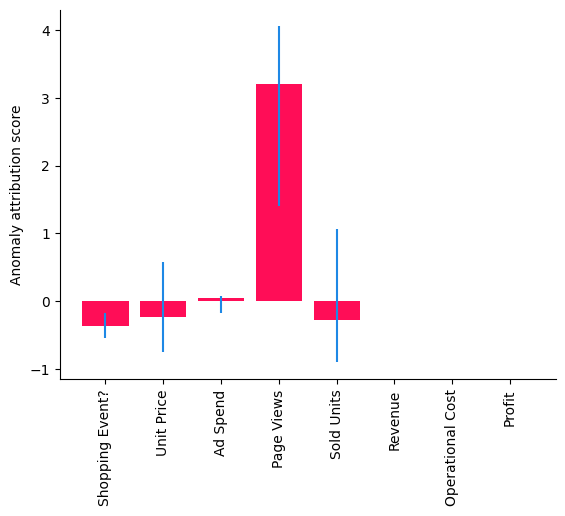 Anomaly attribution score
4
3
2
1
0
−1
Shopping Event?
Unit Price
Ad Spend
Page Views
Sold Units
Revenue
Operational Cost
Profit